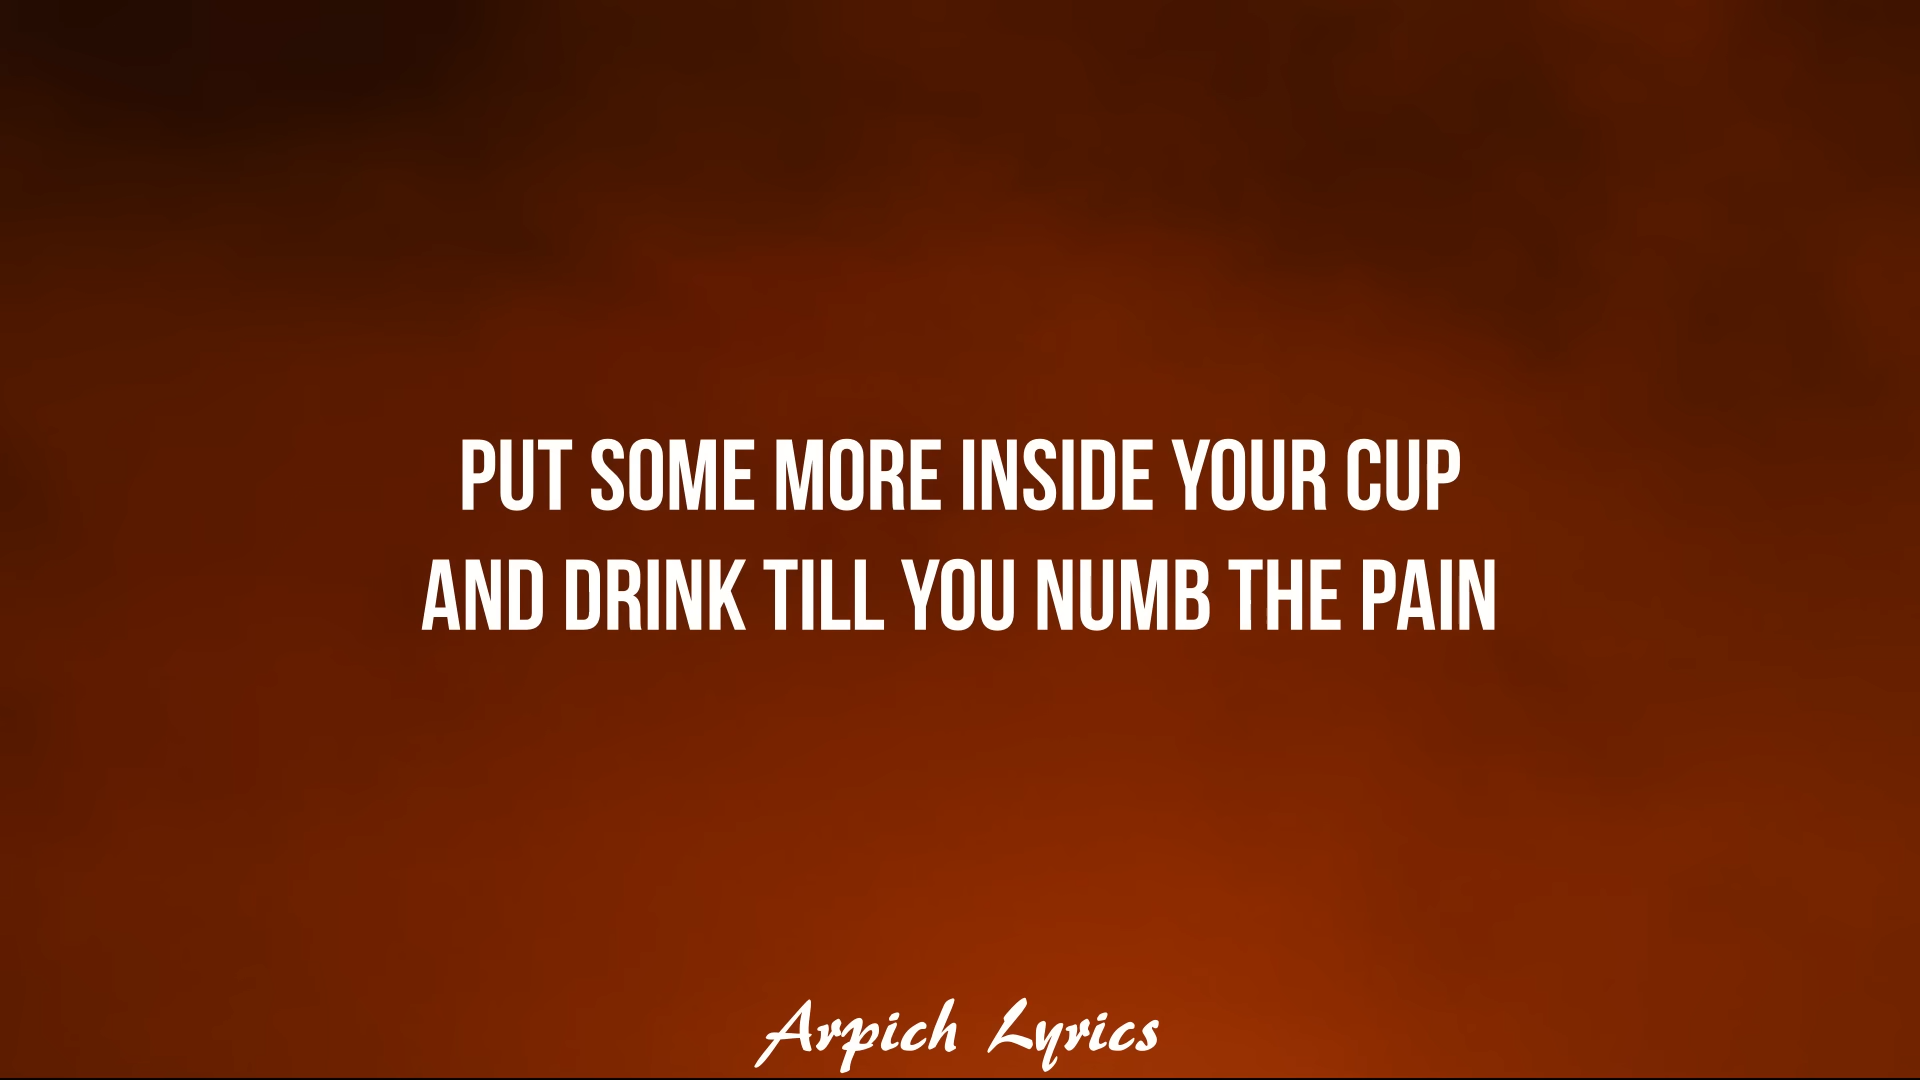 PUT SOME MORE INSIDE YOUR CUP
AND DRINK TILL YOU NUMB THE PAIN
Arpich Lyrics